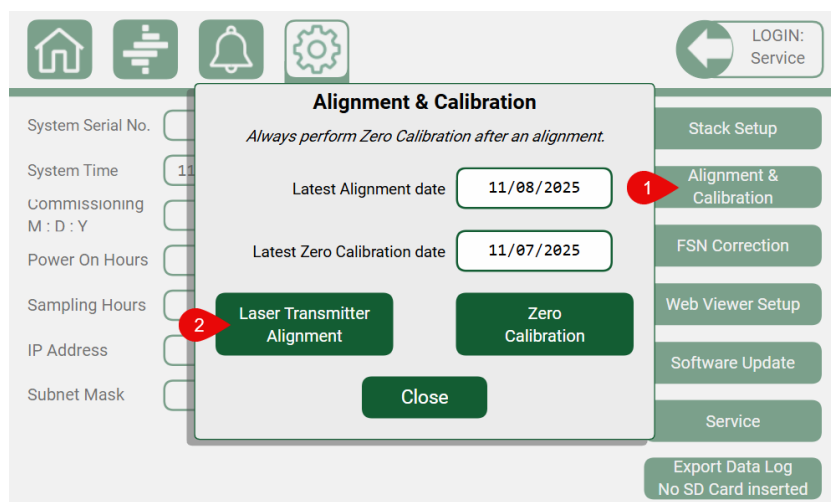 LOGIN:
Service
Alignment & Calibration
Always perform Zero Calibration after an alignment.
System Serial No.
System Time
11
Commissioning
M : D : Y
Power On Hours
Sampling Hours
IP Address
Subnet Mask
Latest Alignment date
11/08/2025
Latest Zero Calibration date
11/07/2025
2
Laser Transmitter
Alignment
Zero
Calibration
Close
Stack Setup
1
Alignment &
Calibration
FSN Correction
Web Viewer Setup
Software Update
Service
Export Data Log
No SD Card inserted